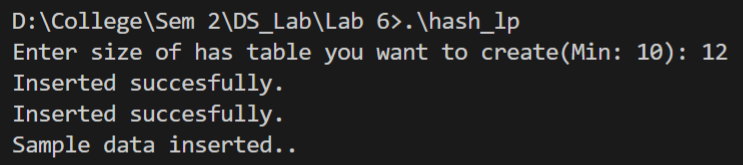 D:\College\Sem 2\DS_Lab\Lab 6>.\hash_lp
Enter size of has table you want to create(Min: 10): 12
Inserted succesfully.
Inserted succesfully.
Sample data inserted..